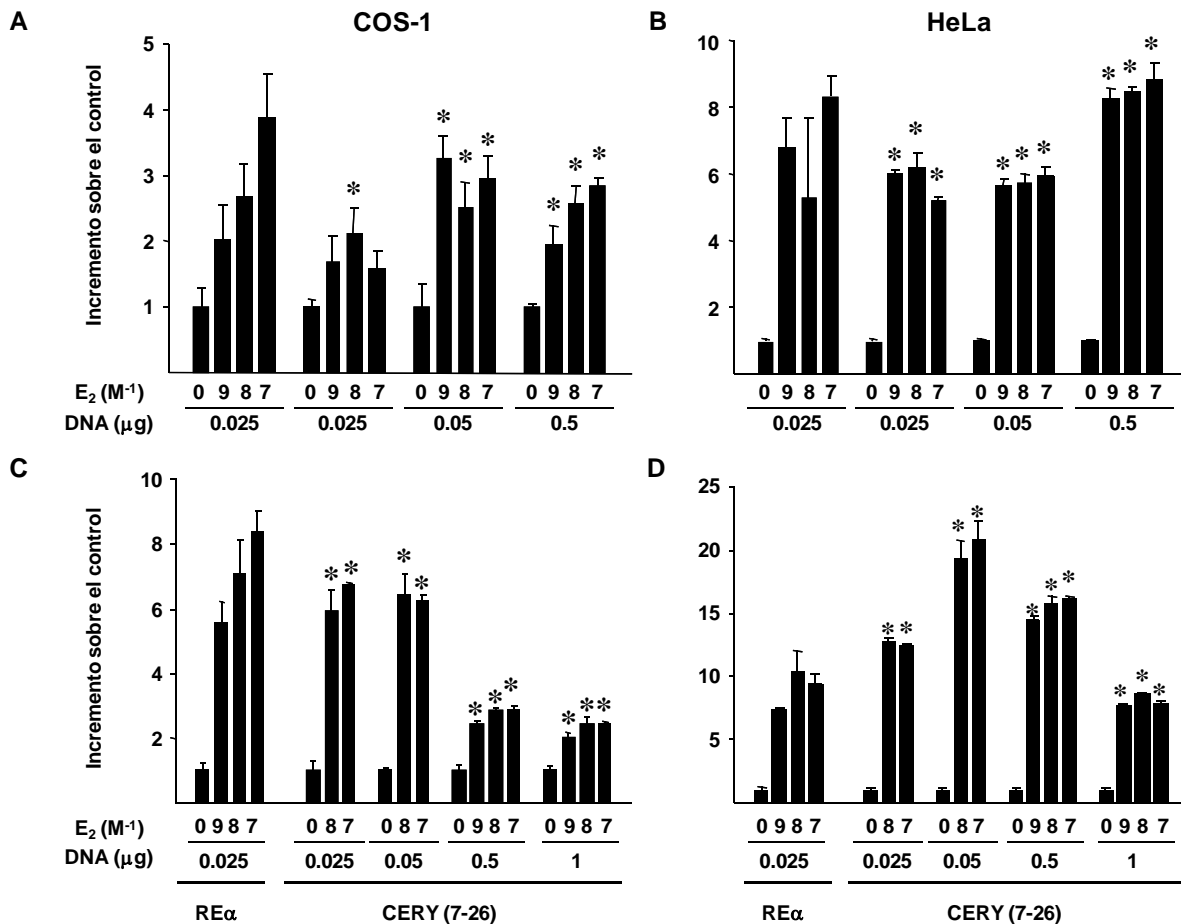 A
COS-1
B
HeLa
Incremento sobre el control
5
4
3
2
1
* * * * * * *
10
8
6
4
2
* * * * * * * * *
E₂ (M⁻¹) 0 9 8 7 0 9 8 7 0 9 8 7 0 9 8 7
DNA (μg) 0.025 0.025 0.05 0.5
0 9 8 7 0 9 8 7 0 9 8 7 0 9 8 7
0.025 0.025 0.05 0.5
C
D
Incremento sobre el control
10
8
6
4
2
* * * * * * * * * *
25
20
15
10
5
* * * * * * * * * *
E₂ (M⁻¹) 0 9 8 7 0 8 7 0 8 7 0 9 8 7 0 9 8 7
DNA (μg) 0.025 0.025 0.05 0.5 1
REα CERY (7-26)
0 9 8 7 0 8 7 0 8 7 0 9 8 7 0 9 8 7
0.025 0.025 0.05 0.5 1
REα CERY (7-26)